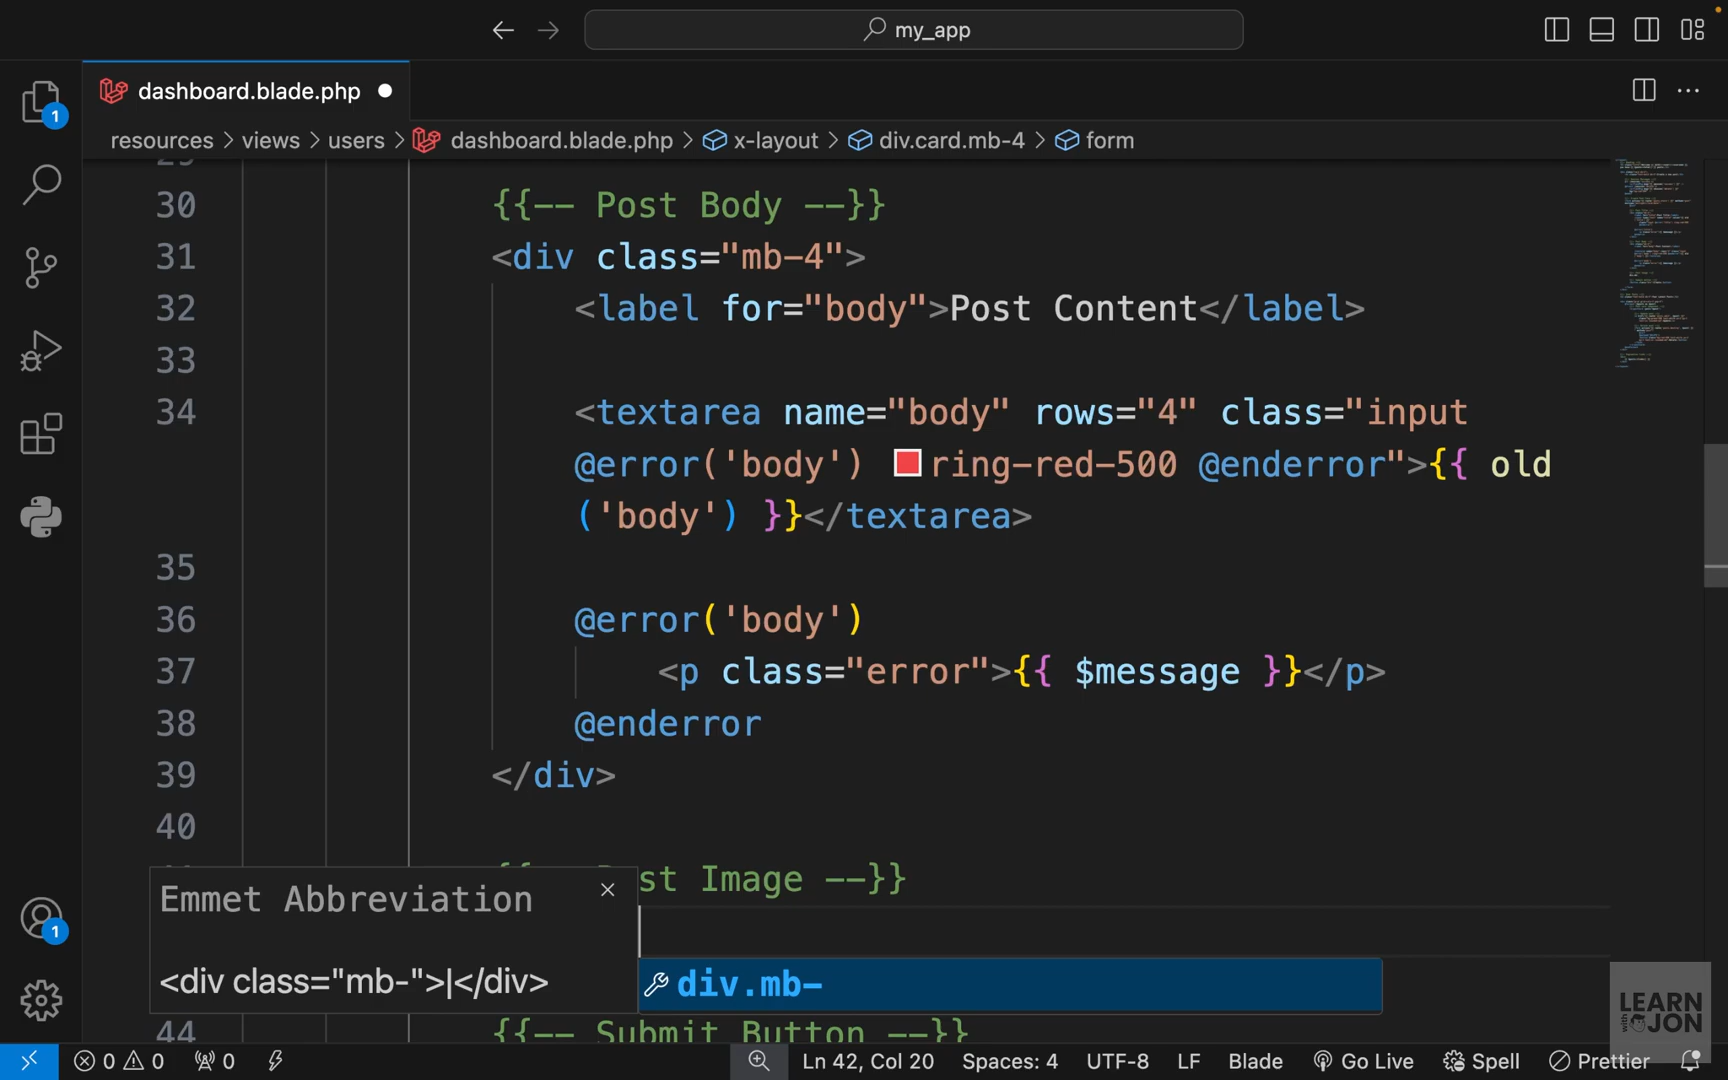 my_app
dashboard.blade.php
resources > views > users > dashboard.blade.php > x-layout > div.card.mb-4 > form
1
29
30 {{-- Post Body --}}
31 <div class="mb-4">
32 <label for="body">Post Content</label>
33
34 <textarea name="body" rows="4" class="input
@error('body') ring-red-500 @enderror">{{ old
('body') }}</textarea>
35
36 @error('body')
37 <p class="error">{{ $message }}</p>
38 @enderror
39 </div>
40
st Image --}}
Emmet Abbreviation
<div class="mb-">|</div>
div.mb-
1
44 {{-- Submit Button --}}
LEARN
with
JON
0 0 0 Ln 42, Col 20 Spaces: 4 UTF-8 LF Blade Go Live Spell Prettier